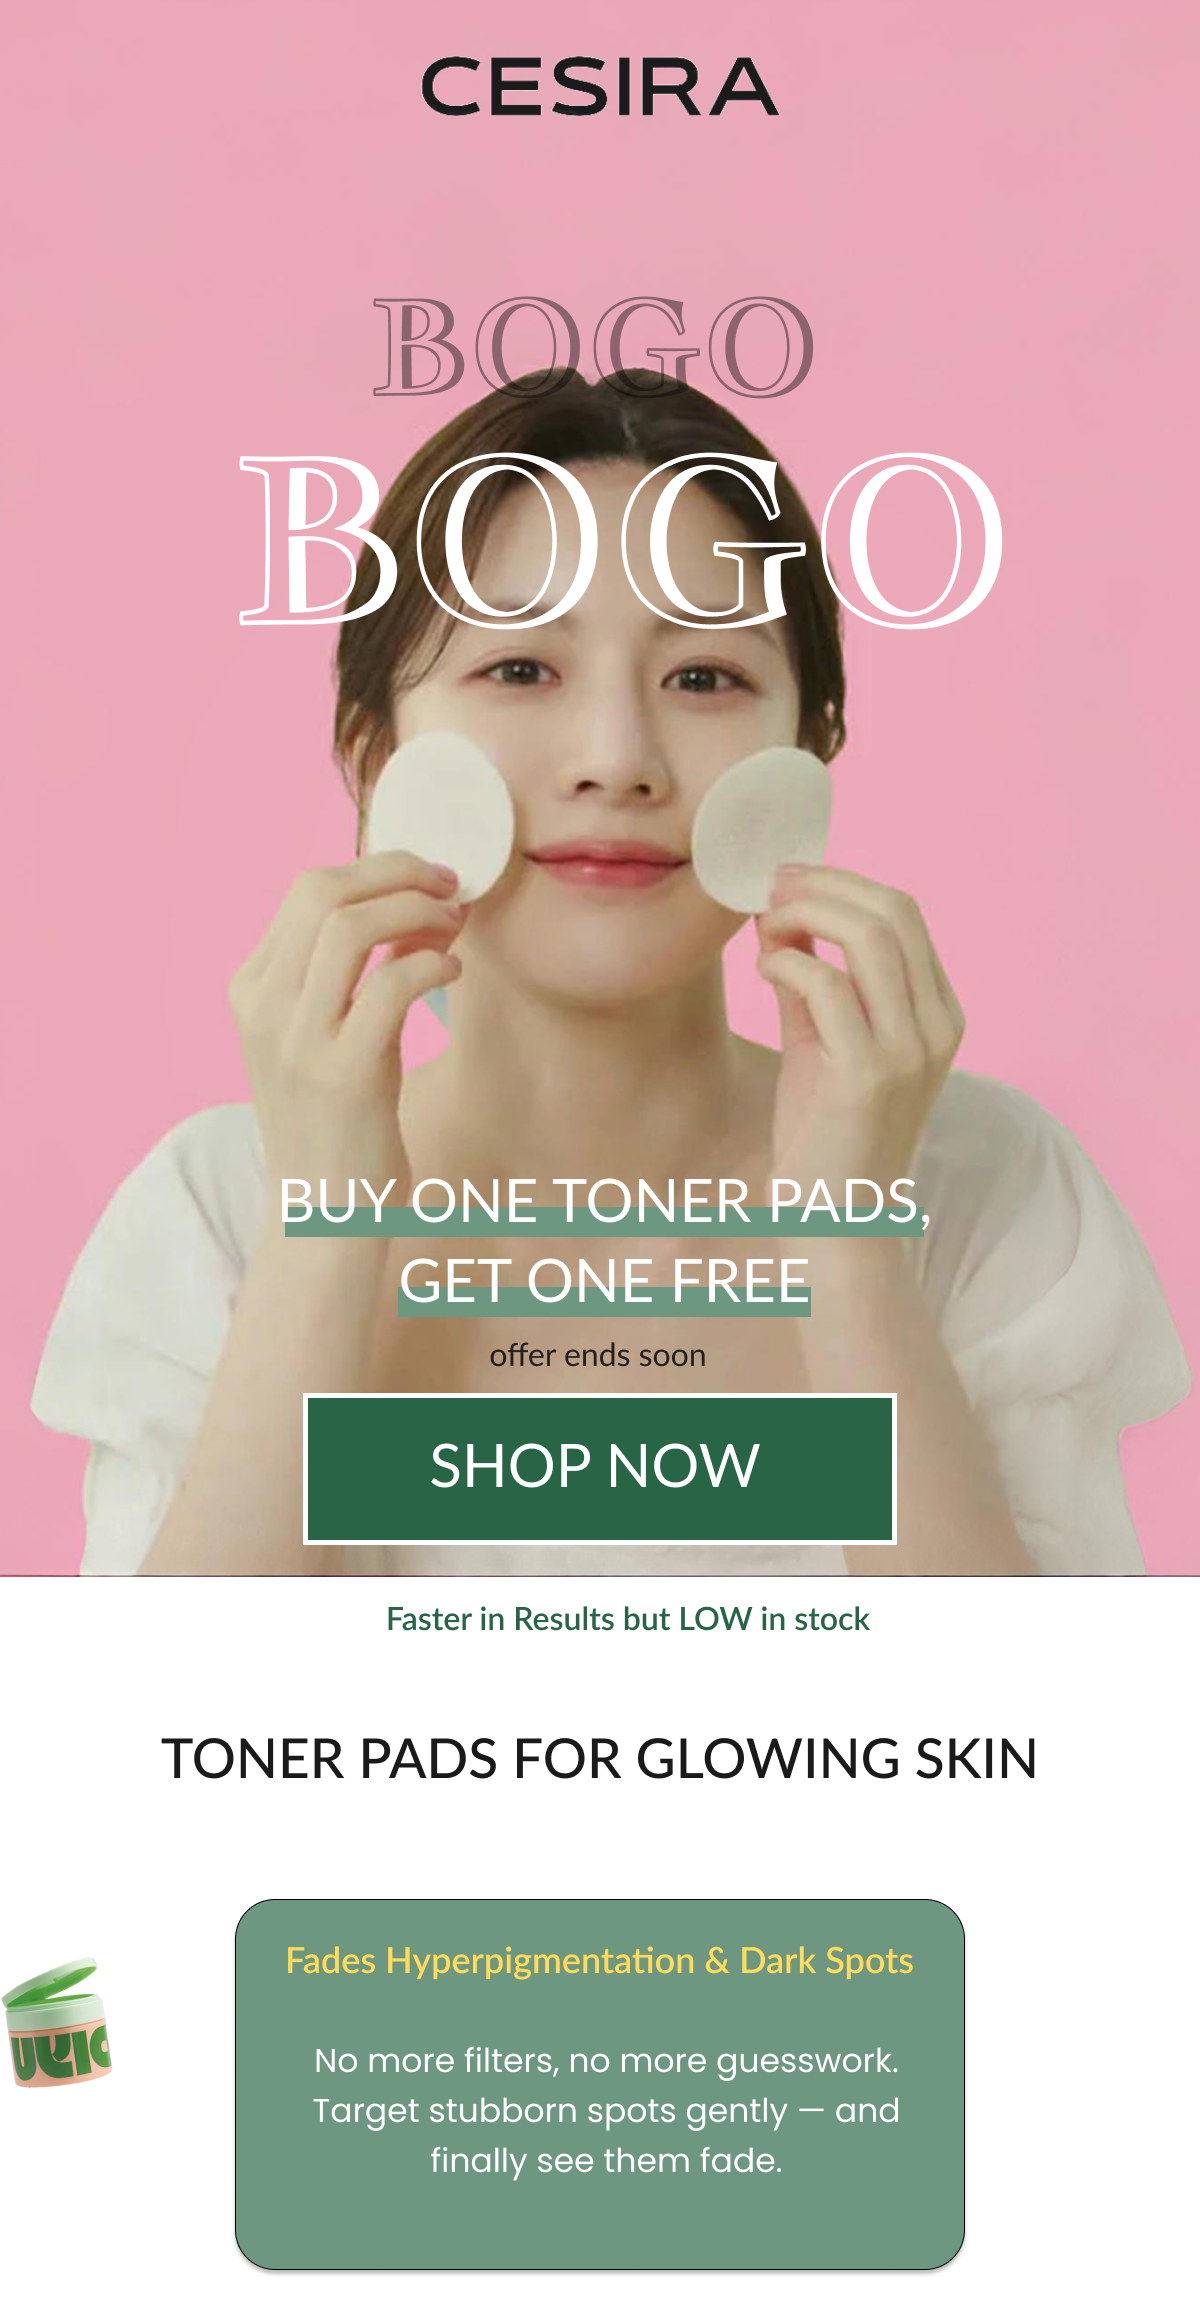 CESIRA
BOGO
BOGO
BUY ONE TONER PADS,
GET ONE FREE
offer ends soon
SHOP NOW
Faster in Results but LOW in stock
TONER PADS FOR GLOWING SKIN
Fades Hyperpigmentation & Dark Spots
No more filters, no more guesswork.
Target stubborn spots gently — and
finally see them fade.